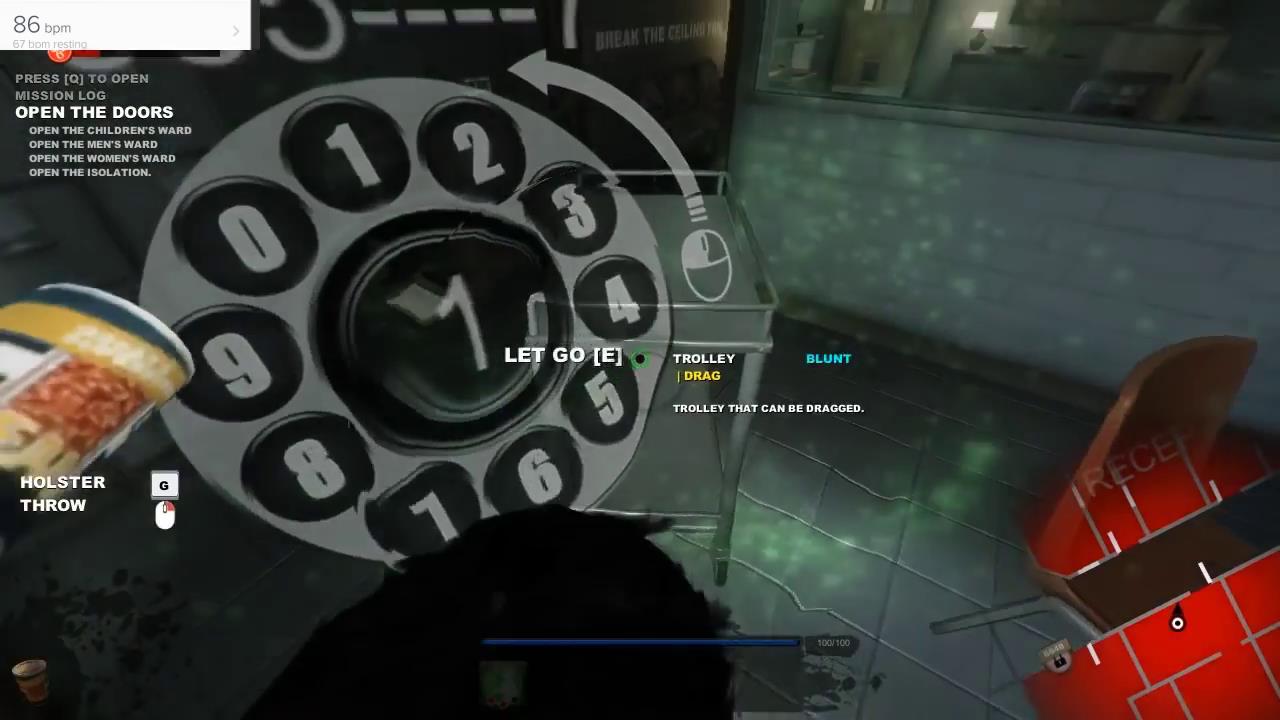 86 bpm
67 bpm resting
BREAK THE CEILING
PRESS [Q] TO OPEN
MISSION LOG
OPEN THE DOORS
OPEN THE CHILDREN'S WARD
OPEN THE MEN'S WARD
OPEN THE WOMEN'S WARD
OPEN THE ISOLATION.
1
2
3
4
5
6
7
8
9
0
1
LET GO [E]
TROLLEY
BLUNT
| DRAG
TROLLEY THAT CAN BE DRAGGED.
HOLSTER
G
THROW
RECEP
100/100